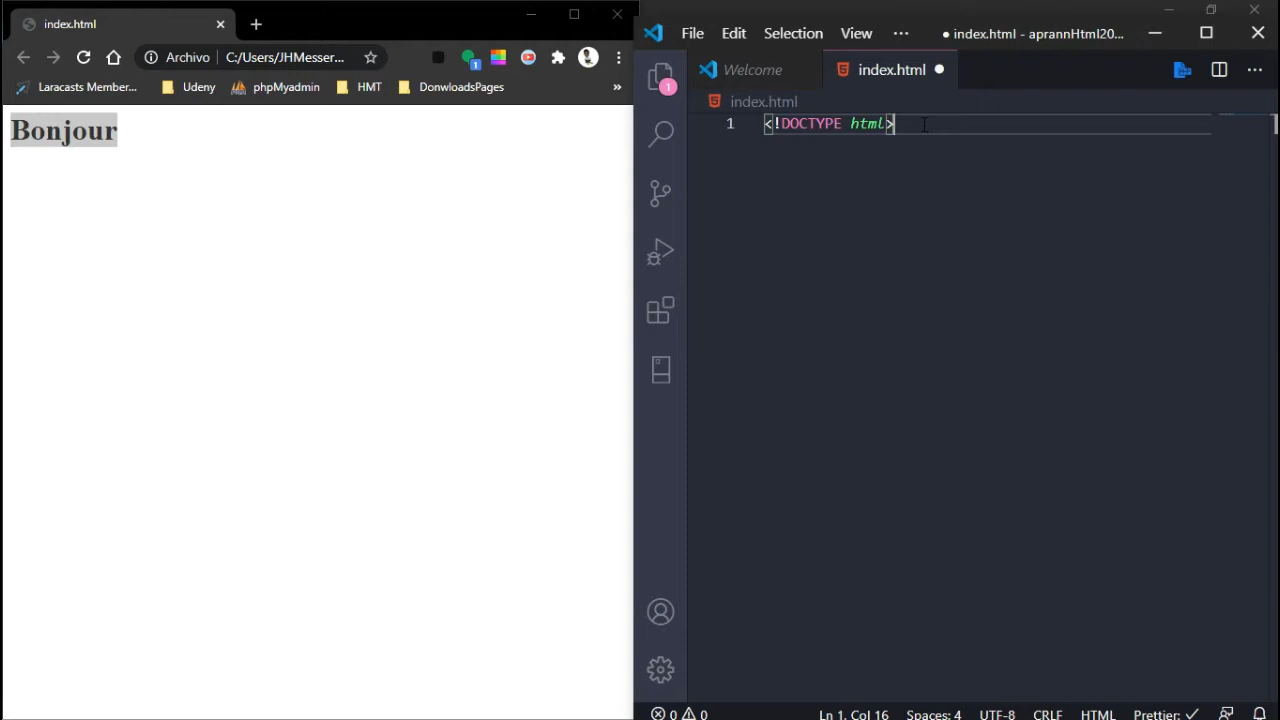 index.html
Archivo
C:/Users/JHMesser...
1
Laracasts Member...
Udeny
phpMyadmin
HMT
DonwloadsPages
»
Bonjour
File
Edit
Selection
View
...
● index.html - aprannHtml20...
1
Welcome
index.html
...
index.html
1
<!DOCTYPE html>
0
0
Ln 1, Col 16
Spaces: 4
UTF-8
CRLF
HTML
Prettier: ✓